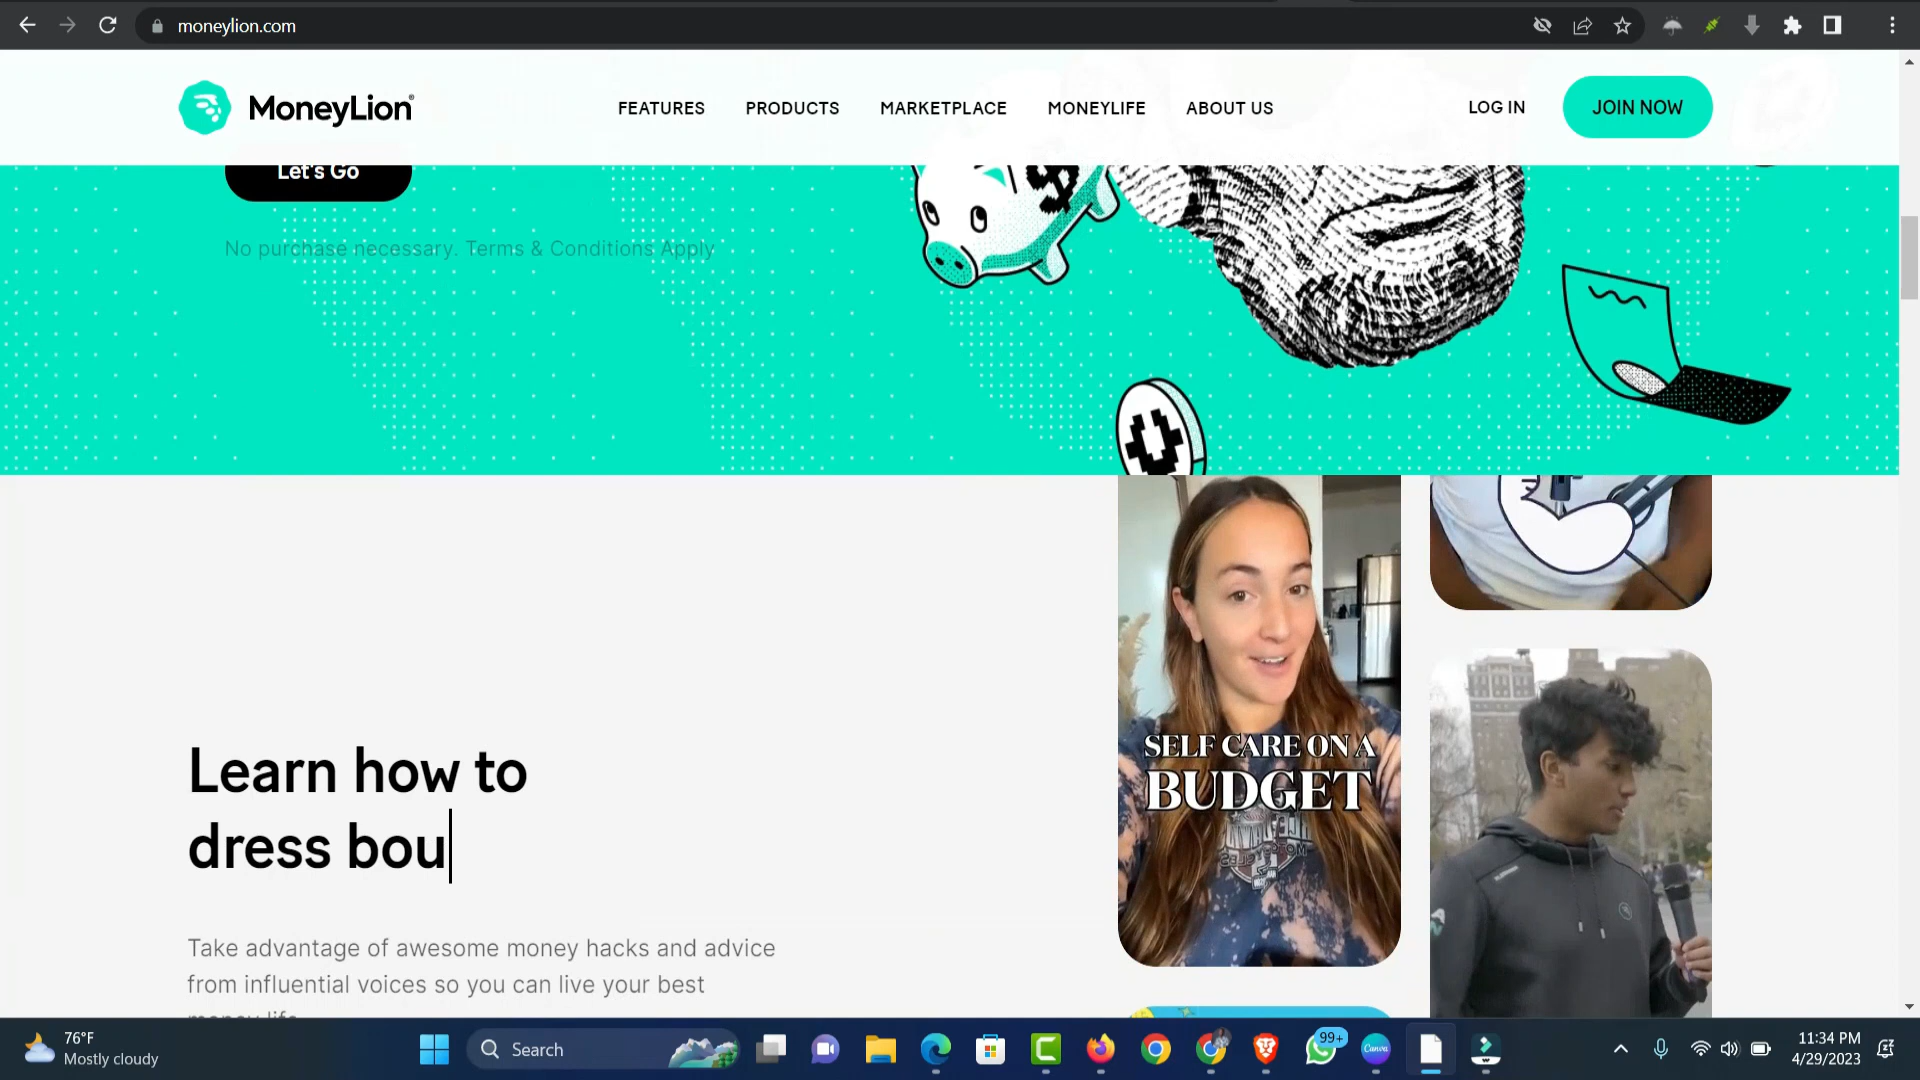 moneylion.com
MoneyLion®
FEATURES
PRODUCTS
MARKETPLACE
MONEYLIFE
ABOUT US
LOG IN
JOIN NOW
Let's Go
No purchase necessary. Terms & Conditions Apply
SELF CARE ON A
BUDGET
Learn how to
dress bou
Take advantage of awesome money hacks and advice
from influential voices so you can live your best
money life
76°F
Mostly cloudy
Search
99+
Canva
11:34 PM
4/29/2023